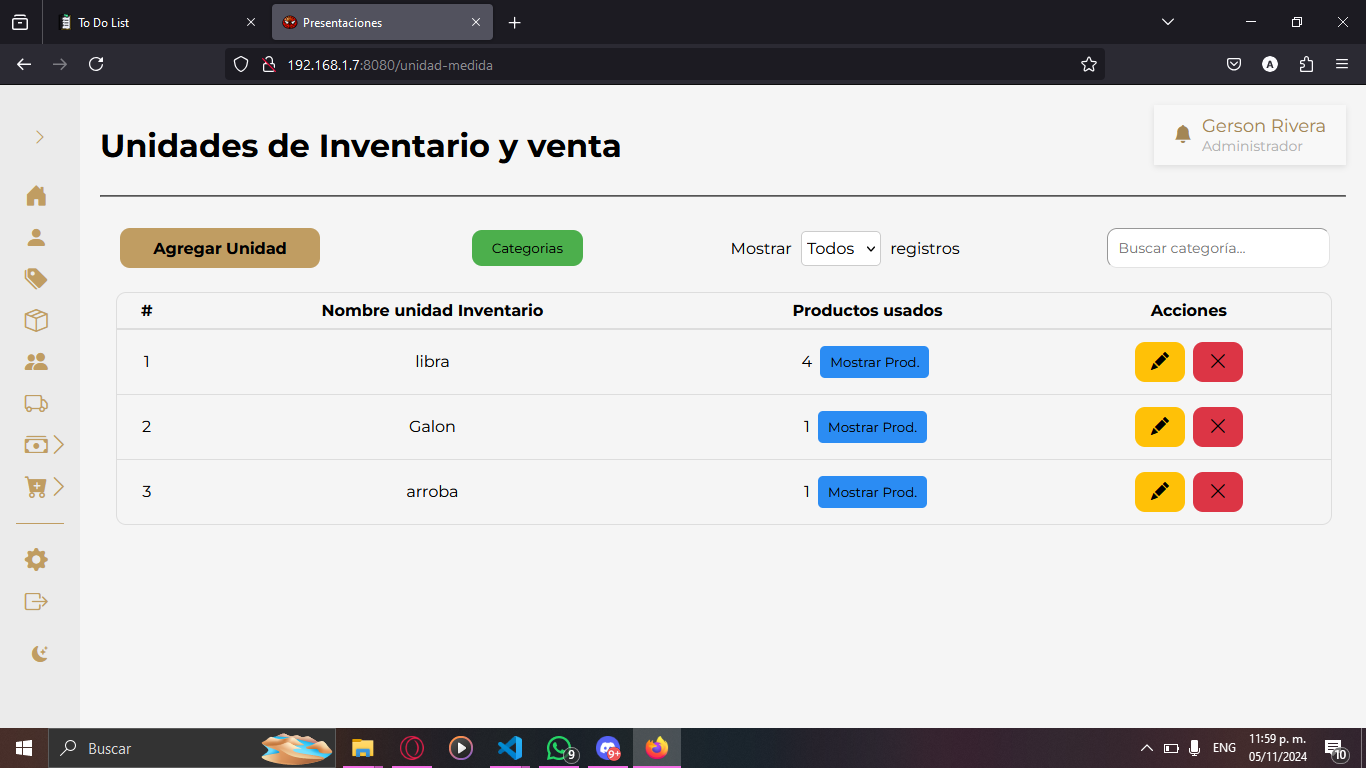 To Do List
Presentaciones
192.168.1.7:8080/unidad-medida
A
Unidades de Inventario y venta
Gerson Rivera
Administrador
Agregar Unidad
Categorias
Mostrar Todos registros
Buscar categoría...
# Nombre unidad Inventario Productos usados Acciones
1 libra 4 Mostrar Prod.
2 Galon 1 Mostrar Prod.
3 arroba 1 Mostrar Prod.
Buscar
9
9+
ENG
11:59 p. m.
05/11/2024
10